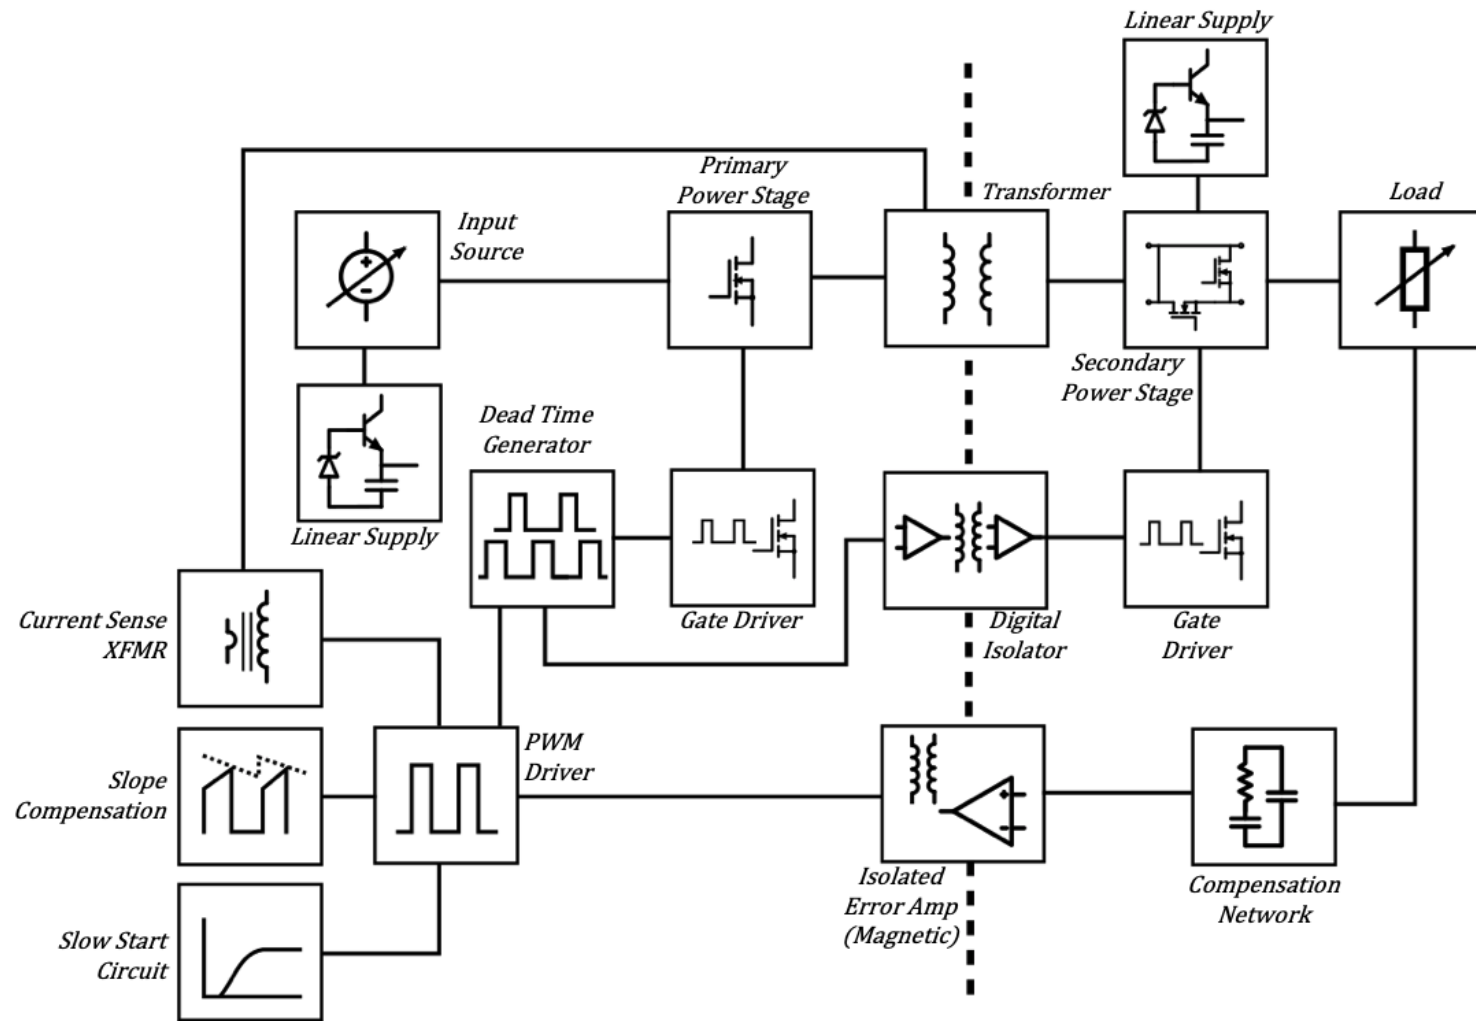 Linear Supply
Primary
Power Stage
Transformer
Load
Input
Source
Secondary
Power Stage
Dead Time
Generator
Linear Supply
Current Sense
XFMR
Gate Driver
Digital
Isolator
Gate
Driver
PWM
Driver
Slope
Compensation
Isolated
Error Amp
(Magnetic)
Compensation
Network
Slow Start
Circuit